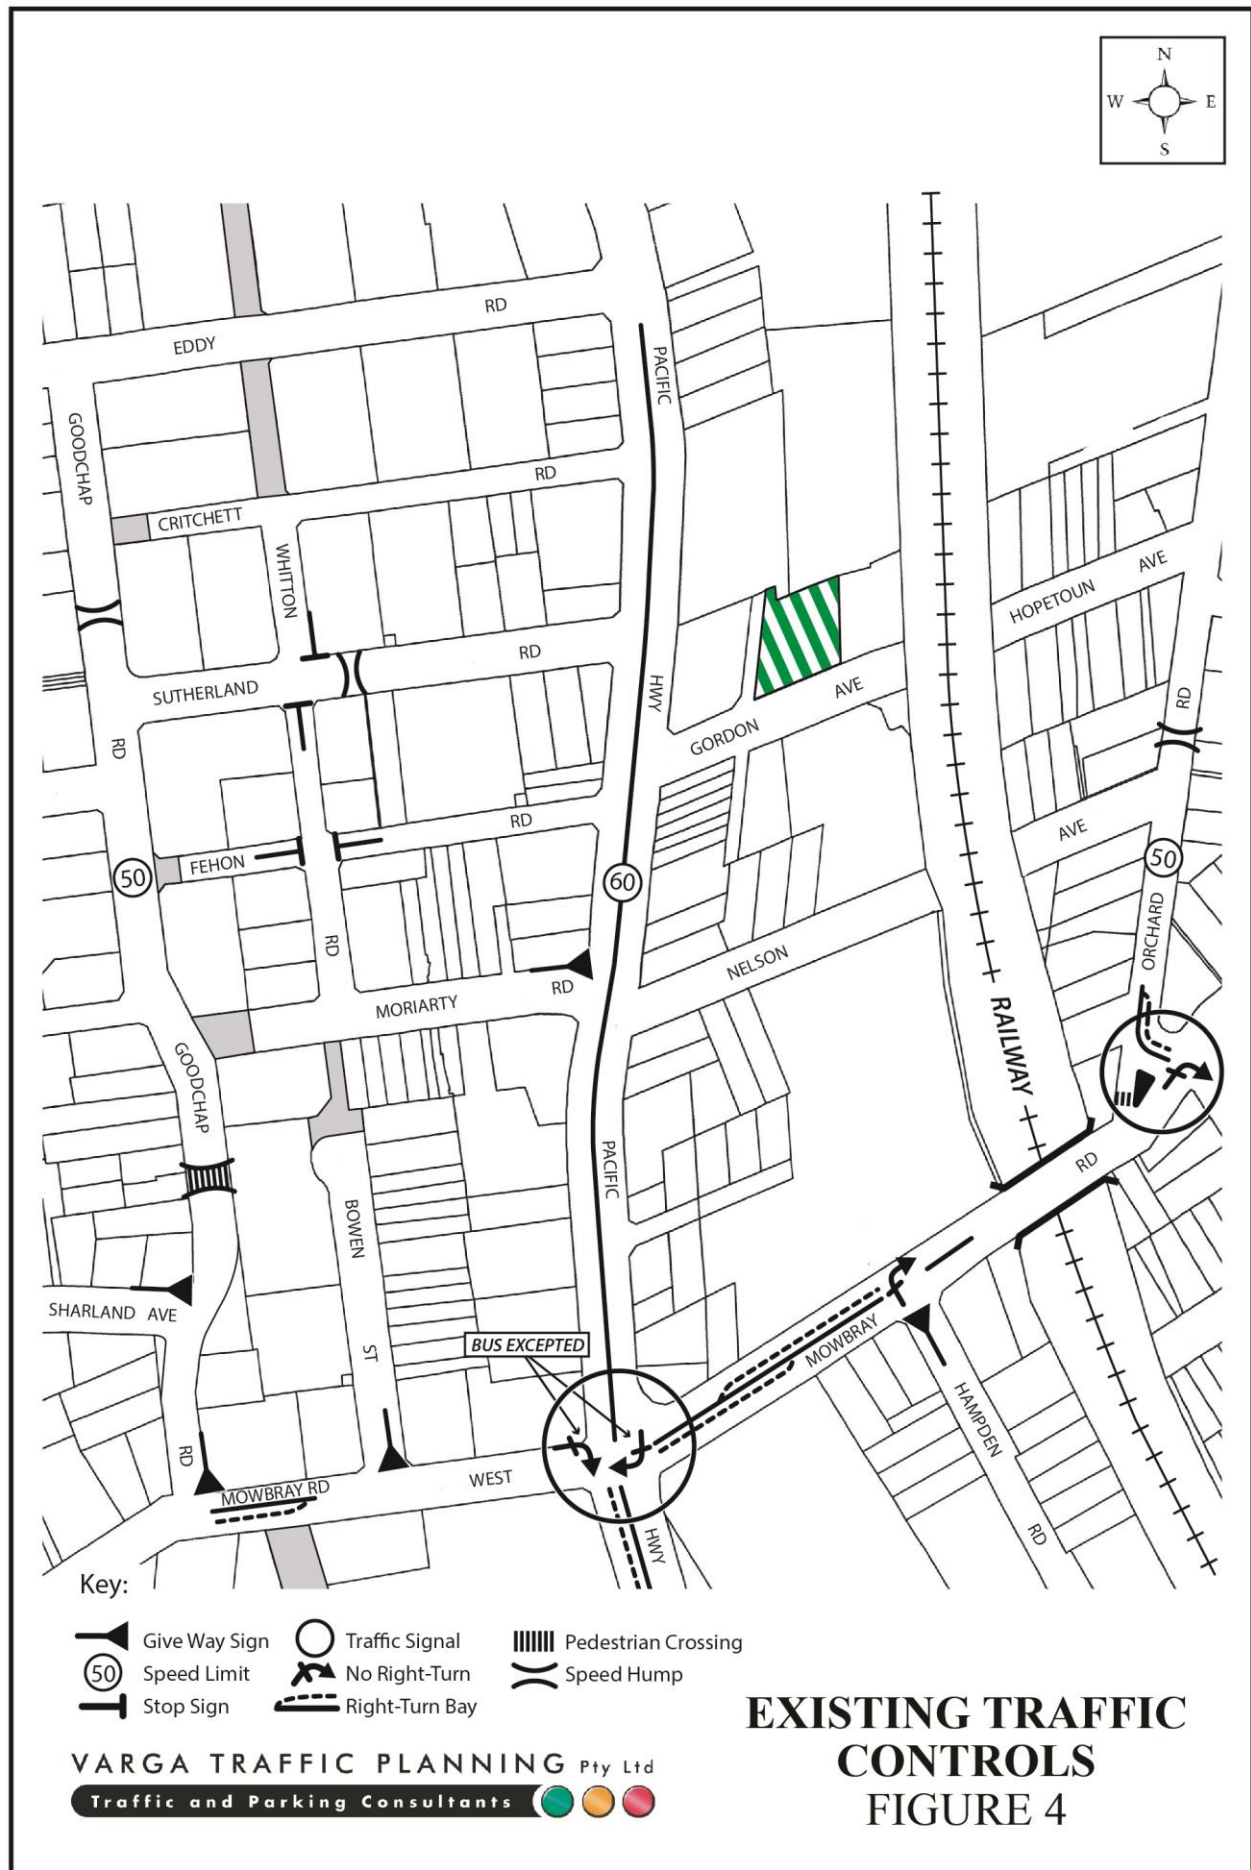 N
W E
S
EDDY RD
PACIFIC
GOODCHAP
CRITCHETT RD
WHITTON
HOPETOUN AVE
SUTHERLAND RD
HWY
GORDON AVE
RD
RD
FEHON RD
AVE
50
60
50
ORCHARD
RD
MORIARTY RD
NELSON
RAILWAY
GOODCHAP
PACIFIC
RD
BOWEN
SHARLAND AVE
ST
BUS EXCEPTED
MOWBRAY
HAMPDEN
RD
MOWBRAY RD
WEST
HWY
RD
Key:
Give Way Sign
Traffic Signal
Pedestrian Crossing
50 Speed Limit
No Right-Turn
Speed Hump
Stop Sign
Right-Turn Bay
EXISTING TRAFFIC
CONTROLS
FIGURE 4
VARGA TRAFFIC PLANNING Pty Ltd
Traffic and Parking Consultants